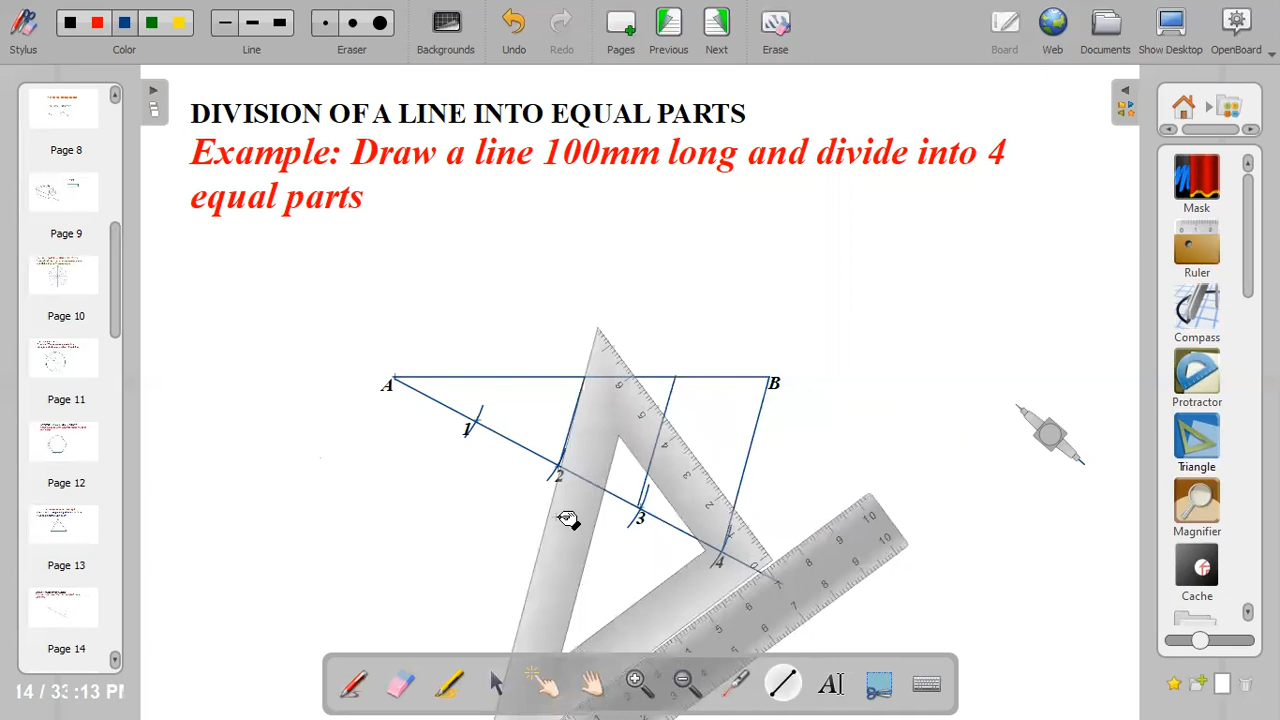 Stylus
Color
Line
Eraser
Backgrounds
Undo
Redo
Pages
Previous
Next
Erase
Board
Web
Documents
Show Desktop
OpenBoard
DIVISION OF A LINE INTO EQUAL PARTS
Example: Draw a line 100mm long and divide into 4
equal parts
Page 8
Page 9
Page 10
Page 11
Page 12
Page 13
Page 14
A
B
1
2
3
4
Mask
Ruler
Compass
Protractor
Triangle
Magnifier
Cache